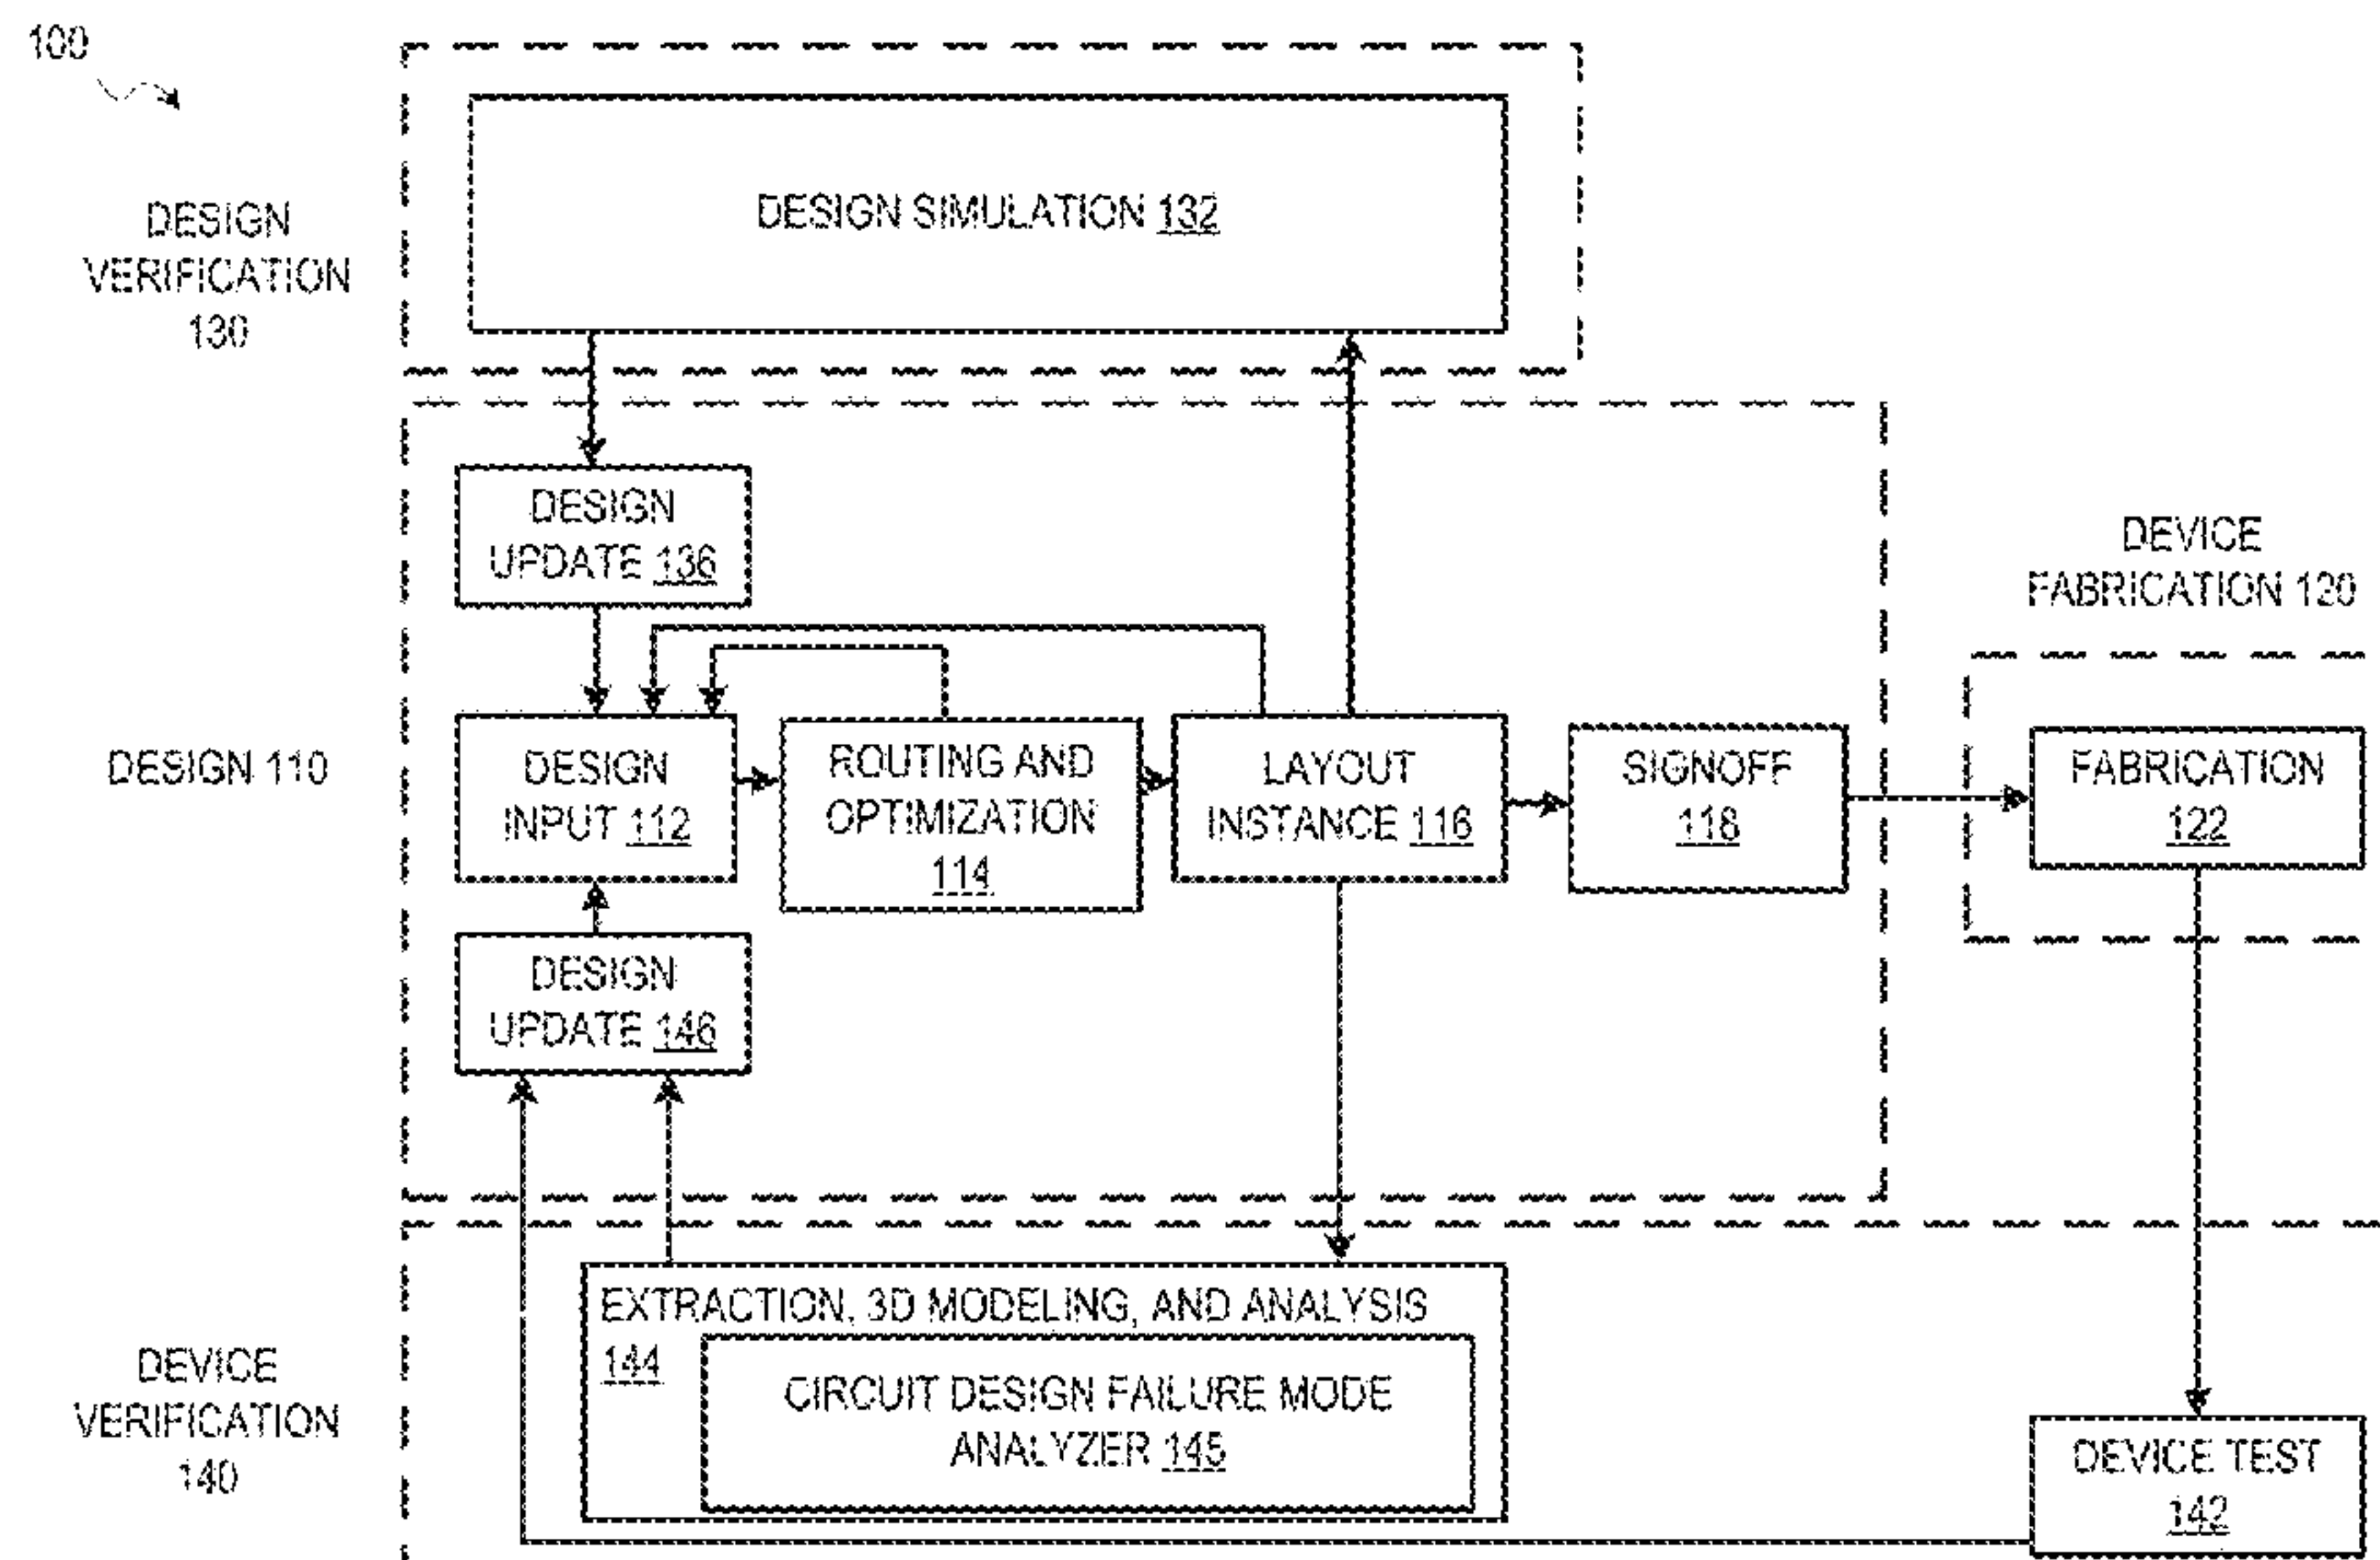 100
DESIGN
VERIFICATION
130
DESIGN SIMULATION 132
DESIGN
UPDATE 136
DEVICE
FABRICATION 120
DESIGN 110
DESIGN
INPUT 112
ROUTING AND
OPTIMIZATION
114
LAYOUT
INSTANCE 116
SIGNOFF
118
FABRICATION
122
DESIGN
UPDATE 146
DEVICE
VERIFICATION
140
EXTRACTION, 3D MODELING, AND ANALYSIS
144
CIRCUIT DESIGN FAILURE MODE
ANALYZER 145
DEVICE TEST
142